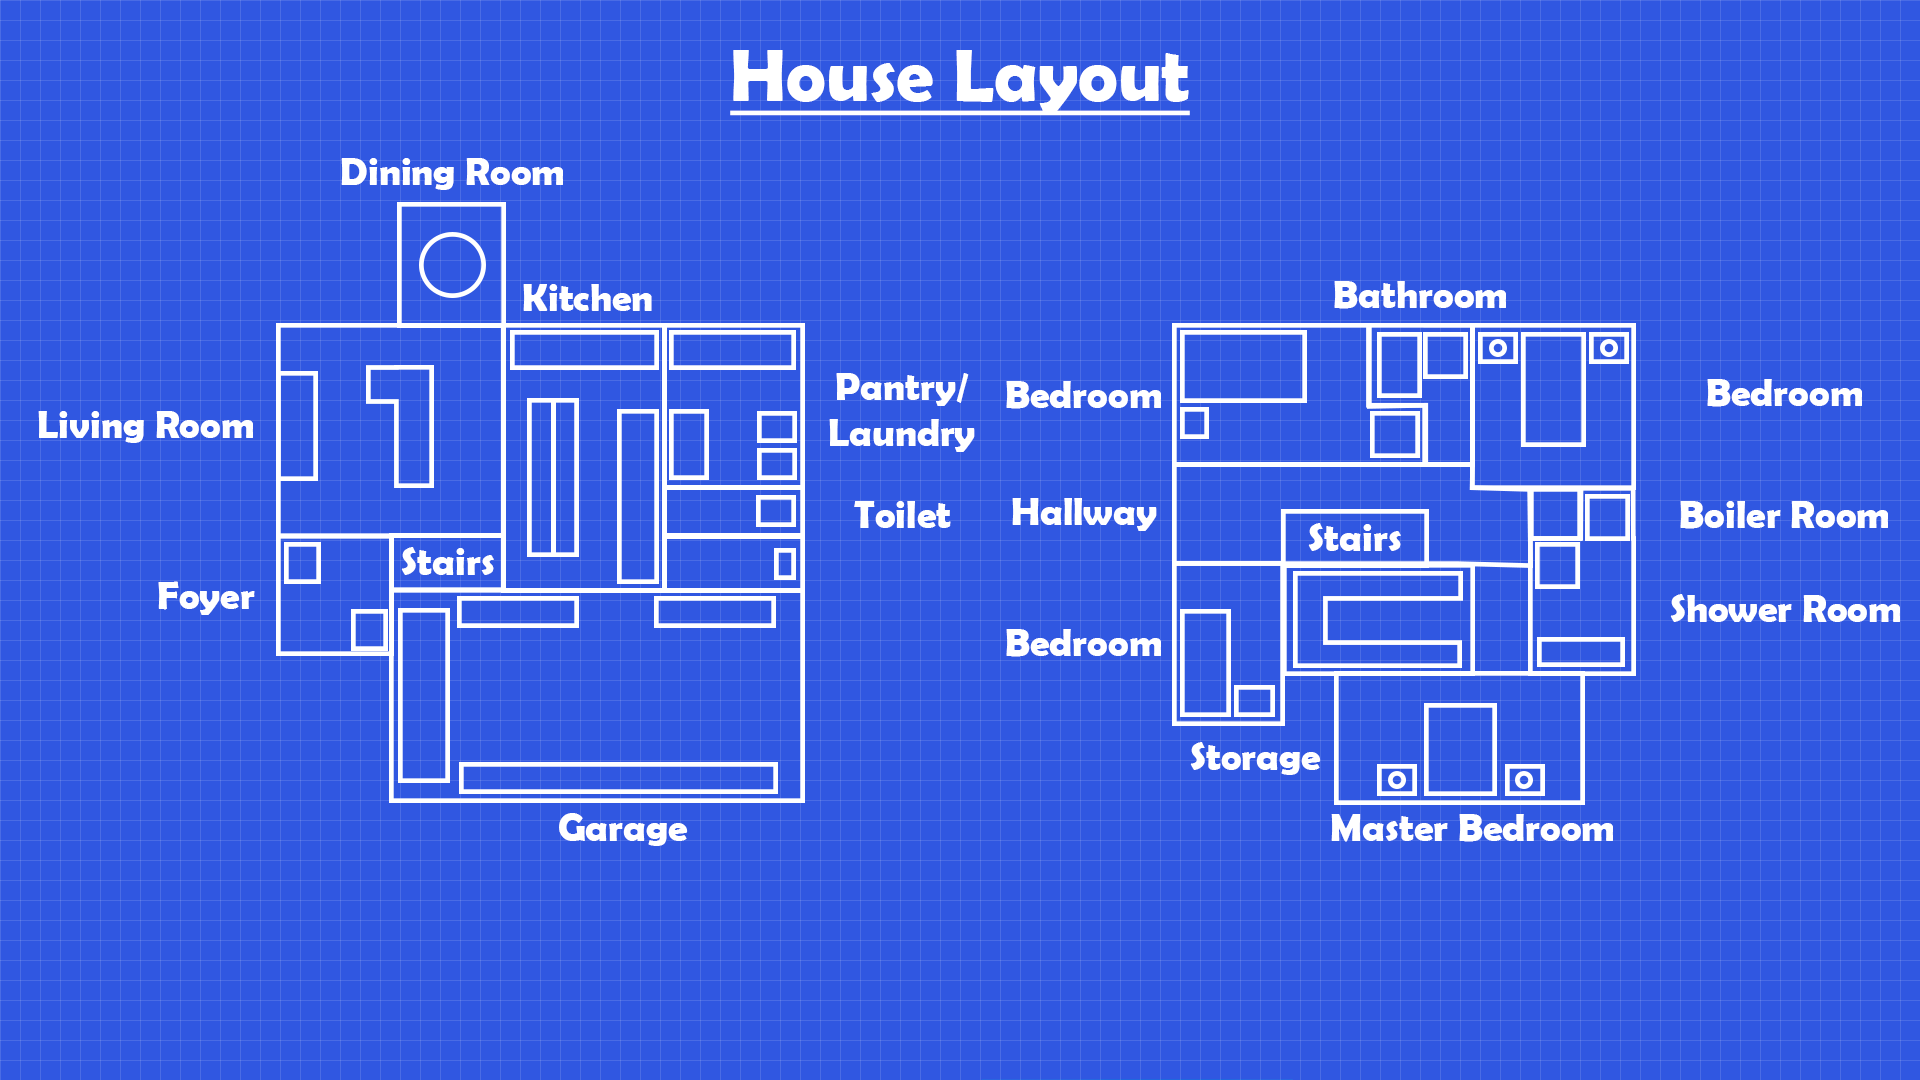 House Layout
Dining Room
Kitchen
Living Room
Pantry/
Laundry
Toilet
Stairs
Foyer
Garage
Bathroom
Bedroom
Bedroom
Hallway
Stairs
Boiler Room
Bedroom
Shower Room
Storage
Master Bedroom